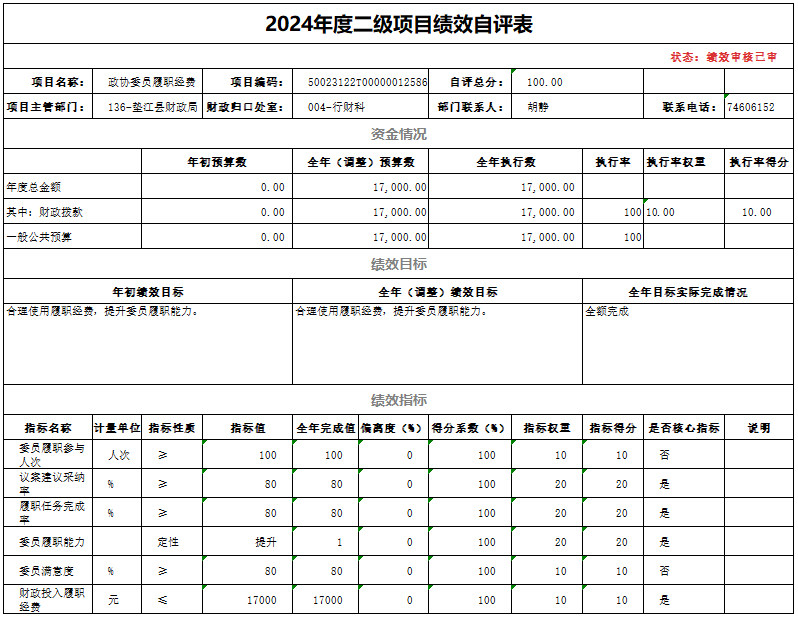 2024年度二级项目绩效自评表
状态：绩效审核已审
项目名称： 政协委员履职经费 项目编码： 50023122T00000012586 自评总分： 100.00
项目主管部门： 136-垫江县财政局 财政归口处室： 004-行财科 部门联系人： 胡静 联系电话： 74606152
资金情况
年初预算数 全年（调整）预算数 全年执行数 执行率 执行率权重 执行率得分
年度总金额 0.00 17,000.00 17,000.00
其中：财政拨款 0.00 17,000.00 17,000.00 100 10.00 10.00
一般公共预算 0.00 17,000.00 17,000.00 100
绩效目标
年初绩效目标 全年（调整）绩效目标 全年目标实际完成情况
合理使用履职经费，提升委员履职能力。 合理使用履职经费，提升委员履职能力。 全额完成
绩效指标
指标名称 计量单位 指标性质 指标值 全年完成值 偏离度（%） 得分系数（%） 指标权重 指标得分 是否核心指标 说明
委员履职参与
人次 人次 ≥ 100 100 0 100 10 10 否
议案建议采纳
率 % ≥ 80 80 0 100 20 20 是
履职任务完成
率 % ≥ 80 80 0 100 20 20 是
委员履职能力 定性 提升 1 0 100 20 20 是
委员满意度 % ≥ 80 80 0 100 10 10 否
财政投入履职
经费 元 ≤ 17000 17000 0 100 10 10 是